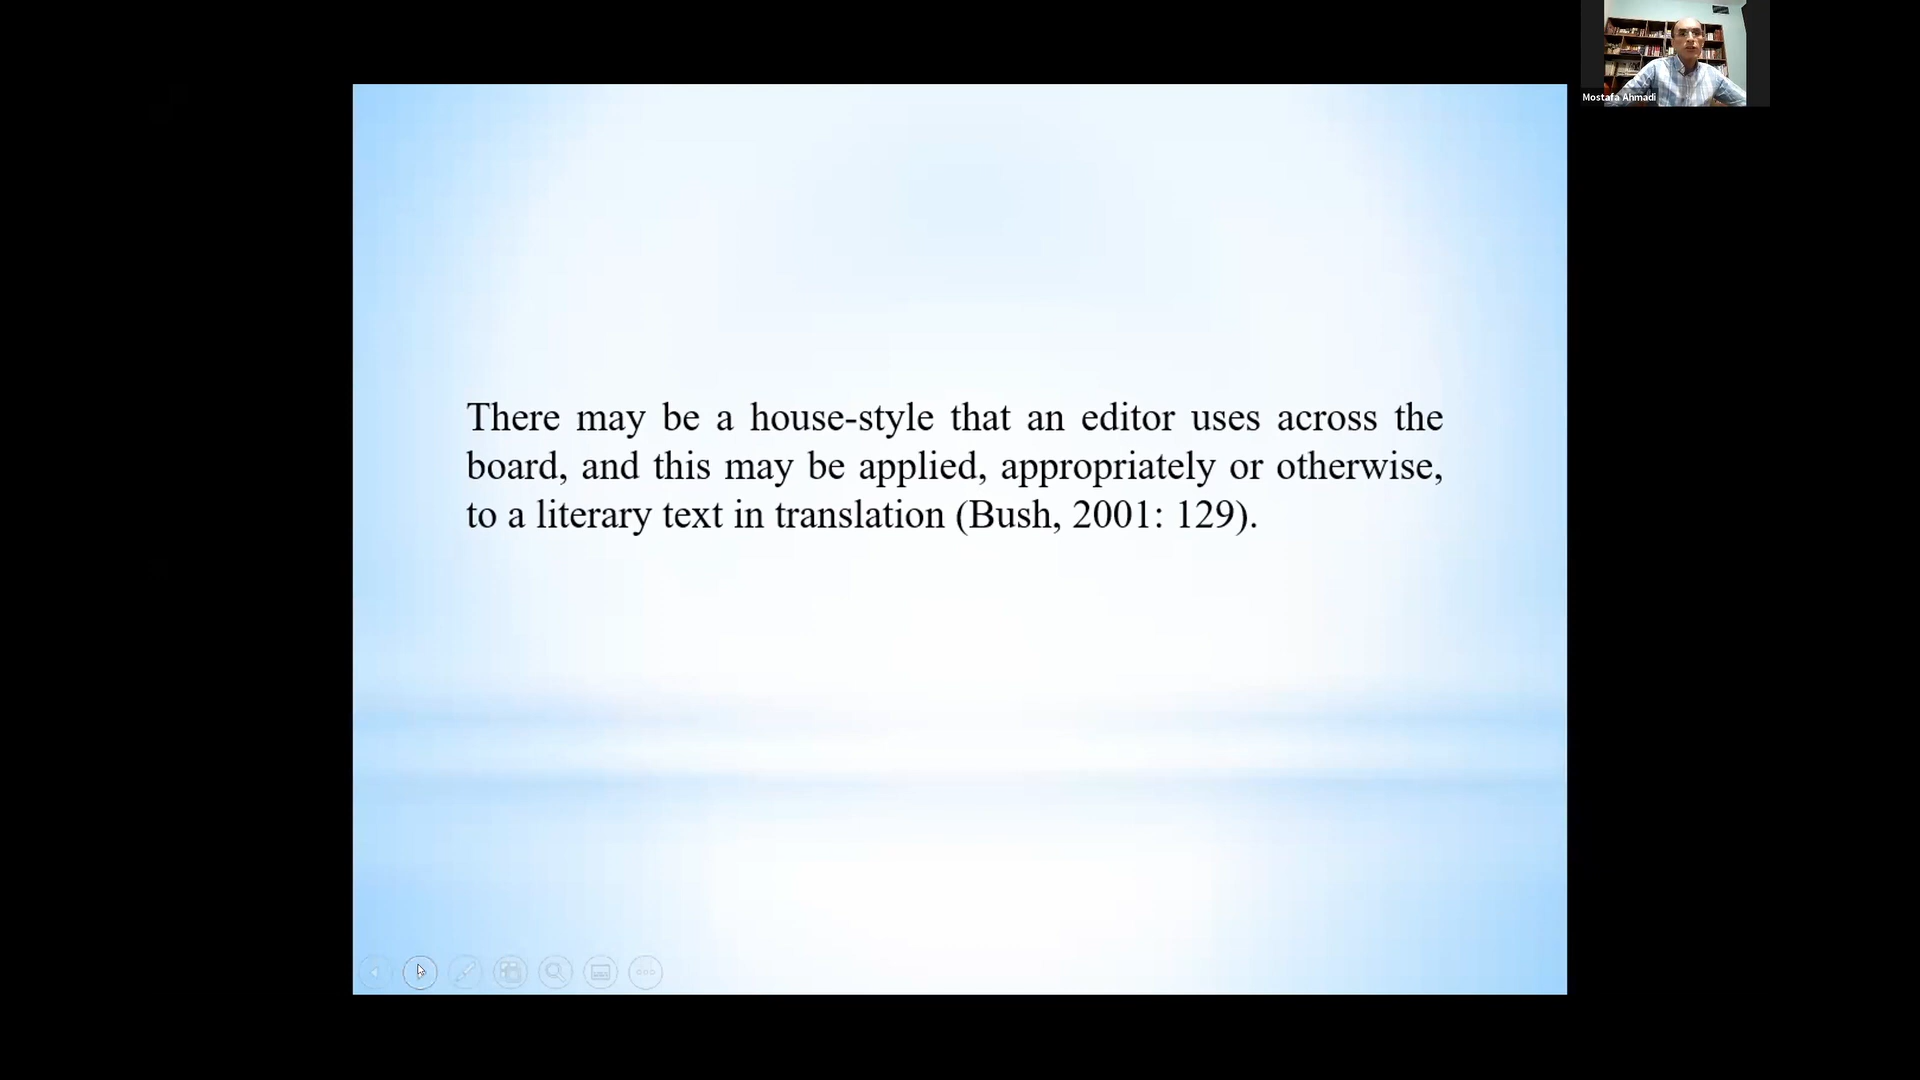 Mostafa Ahmadi
There may be a house-style that an editor uses across the
board, and this may be applied, appropriately or otherwise,
to a literary text in translation (Bush, 2001: 129).